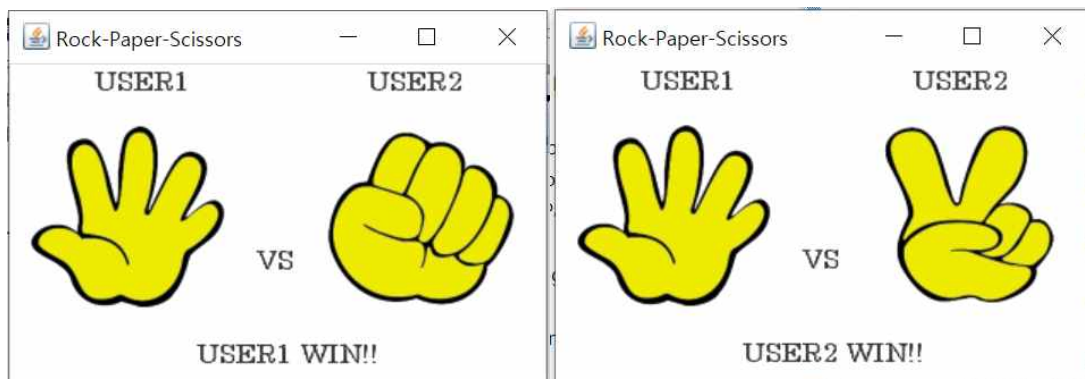 Rock-Paper-Scissors
USER1 USER2
VS
USER1 WIN!!
Rock-Paper-Scissors
USER1 USER2
VS
USER2 WIN!!